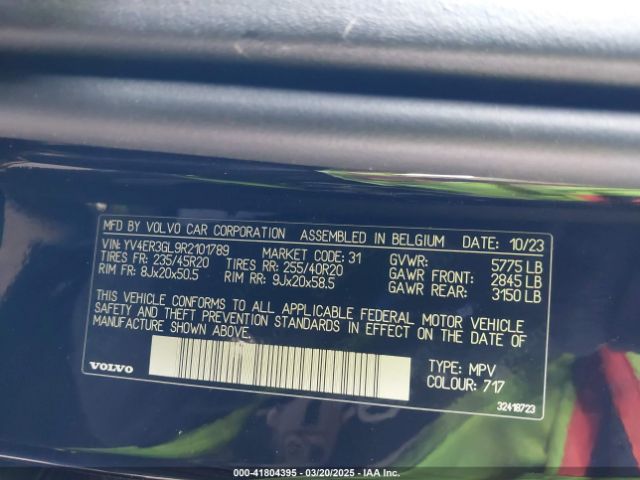 MFD BY VOLVO CAR CORPORATION ASSEMBLED IN BELGIUM DATE: 10/23
VIN: YV4ER3GL9R2101789 MARKET CODE: 31 GVWR: 5775 LB
TIRES FR: 235/45R20 TIRES RR: 255/40R20 GAWR FRONT: 2845 LB
RIM FR: 8Jx20x50.5 RIM RR: 9Jx20x58.5 GAWR REAR: 3150 LB
THIS VEHICLE CONFORMS TO ALL APPLICABLE FEDERAL MOTOR VEHICLE
SAFETY AND THEFT PREVENTION STANDARDS IN EFFECT ON THE DATE OF
MANUFACTURE SHOWN ABOVE.
TYPE: MPV
VOLVO COLOUR: 717
32418723
000-41804395 — 03/20/2025 — IAA Inc.